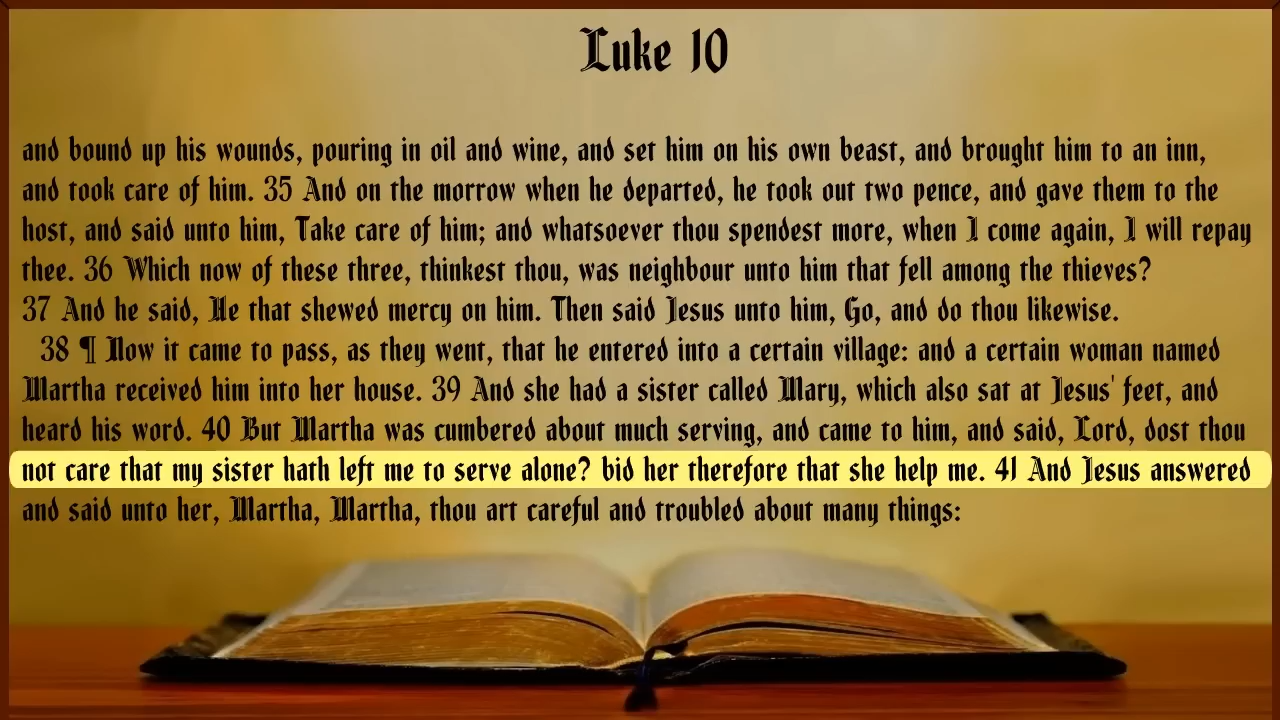 Luke 10
and bound up his wounds, pouring in oil and wine, and set him on his own beast, and brought him to an inn,
and took care of him. 35 And on the morrow when he departed, he took out two pence, and gave them to the
host, and said unto him, Take care of him; and whatsoever thou spendest more, when I come again, I will repay
thee. 36 Which now of these three, thinkest thou, was neighbour unto him that fell among the thieves?
37 And he said, He that shewed mercy on him. Then said Jesus unto him, Go, and do thou likewise.
38 ¶ Now it came to pass, as they went, that he entered into a certain village: and a certain woman named
Martha received him into her house. 39 And she had a sister called Mary, which also sat at Jesus' feet, and
heard his word. 40 But Martha was cumbered about much serving, and came to him, and said, Lord, dost thou
not care that my sister hath left me to serve alone? bid her therefore that she help me. 41 And Jesus answered
and said unto her, Martha, Martha, thou art careful and troubled about many things: